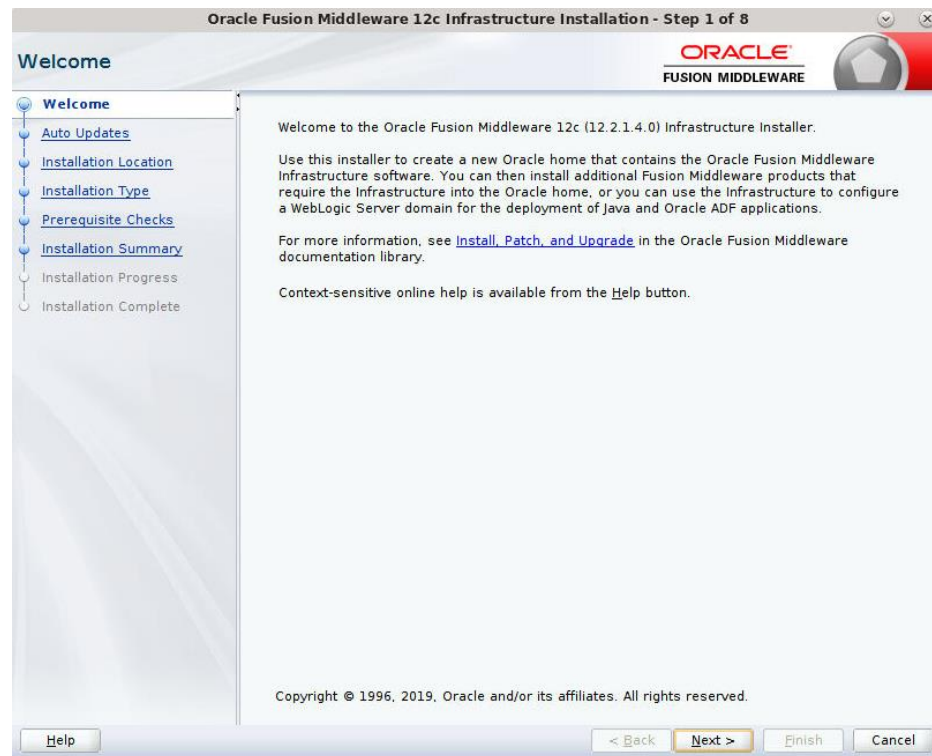 Oracle Fusion Middleware 12c Infrastructure Installation - Step 1 of 8
Welcome
ORACLE
FUSION MIDDLEWARE
Welcome
Auto Updates
Installation Location
Installation Type
Prerequisite Checks
Installation Summary
Installation Progress
Installation Complete
Welcome to the Oracle Fusion Middleware 12c (12.2.1.4.0) Infrastructure Installer.
Use this installer to create a new Oracle home that contains the Oracle Fusion Middleware
Infrastructure software. You can then install additional Fusion Middleware products that
require the Infrastructure into the Oracle home, or you can use the Infrastructure to configure
a WebLogic Server domain for the deployment of Java and Oracle ADF applications.
For more information, see Install, Patch, and Upgrade in the Oracle Fusion Middleware
documentation library.
Context-sensitive online help is available from the Help button.
Copyright © 1996, 2019, Oracle and/or its affiliates. All rights reserved.
Help
< Back
Next >
Finish
Cancel